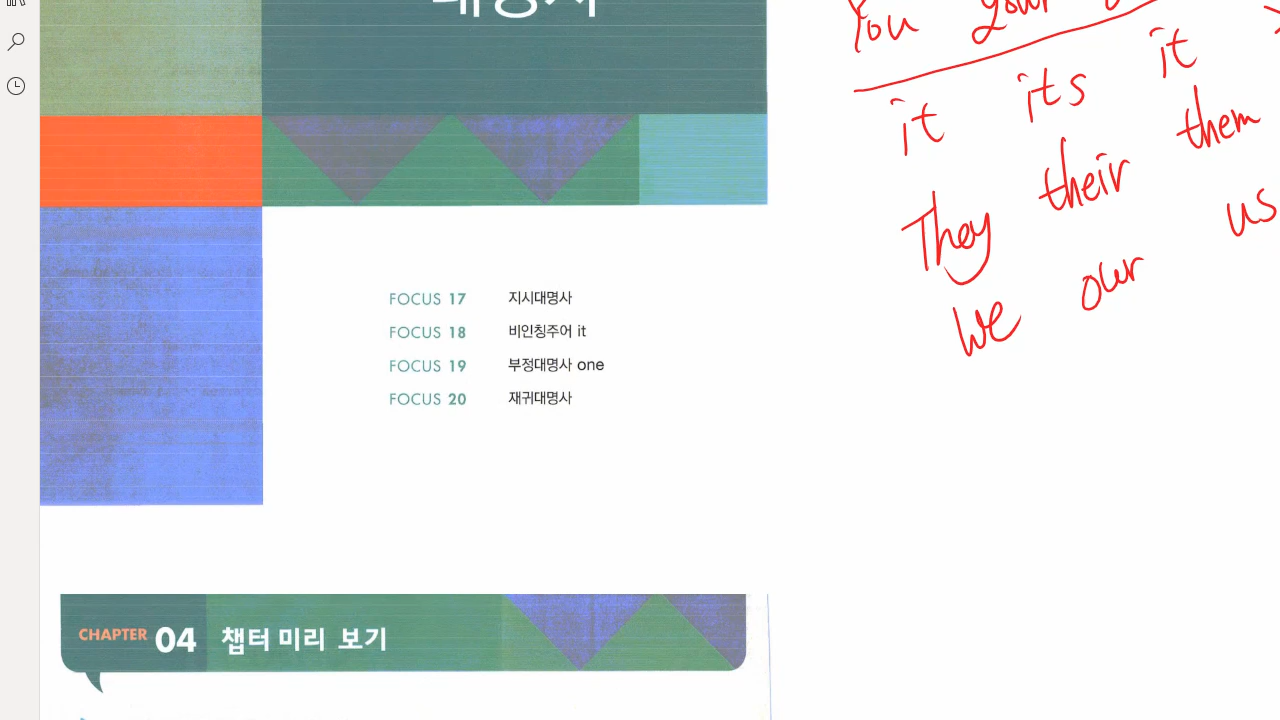 You your
it its it
They their them
we our us
FOCUS 17 지시대명사
FOCUS 18 비인칭주어 it
FOCUS 19 부정대명사 one
FOCUS 20 재귀대명사
CHAPTER 04 챕터 미리 보기